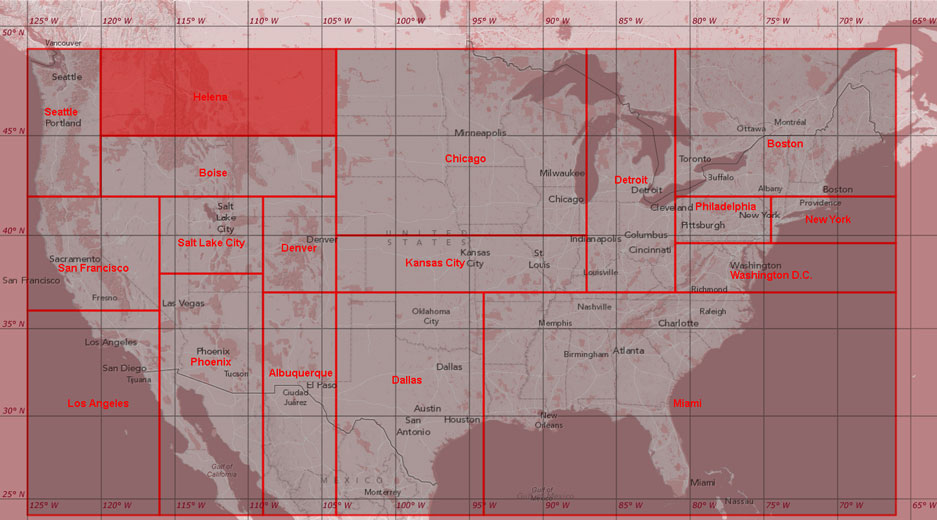 125° W 120° W 115° W 110° W 105° W 100° W 95° W 90° W 85° W 80° W 75° W 70° W 65° W
50° N
Vancouver
Seattle
Helena
Seattle
Portland
Montréal
Ottawa
45° N
Minneapolis
Boston
Chicago
Toronto
Milwaukee
Boise
Buffalo
Detroit
Detroit
Albany
Boston
Chicago
Providence
Salt
Lake
City
Cleveland
Philadelphia
New York
New York
Pittsburgh
40° N
Salt Lake City
Denver
Denver
UNITED
STATES
Indianapolis
Columbus
Sacramento
San Francisco
Kansas City
Kansas
City
St
Louis
Cincinnati
Washington
Washington D.C.
San Francisco
Louisville
Richmond
Fresno
Las Vegas
Nashville
Oklahoma
City
Raleigh
35° N
Memphis
Charlotte
Los Angeles
Phoenix
Phoenix
Birmingham
Atlanta
San Diego
Tijuana
Tucson
Albuquerque
El Paso
Dallas
Dallas
Ciudad
Juárez
Los Angeles
Miami
30° N
Austin
San
Antonio
Houston
New
Orleans
Gulf of
California
MEXICO
Monterrey
Miami
Gulf of
25° N
Nassau
125° W 120° W 115° W 110° W 105° W 100° W 95° W 90° W 85° W 80° W 75° W 70° W 65° W